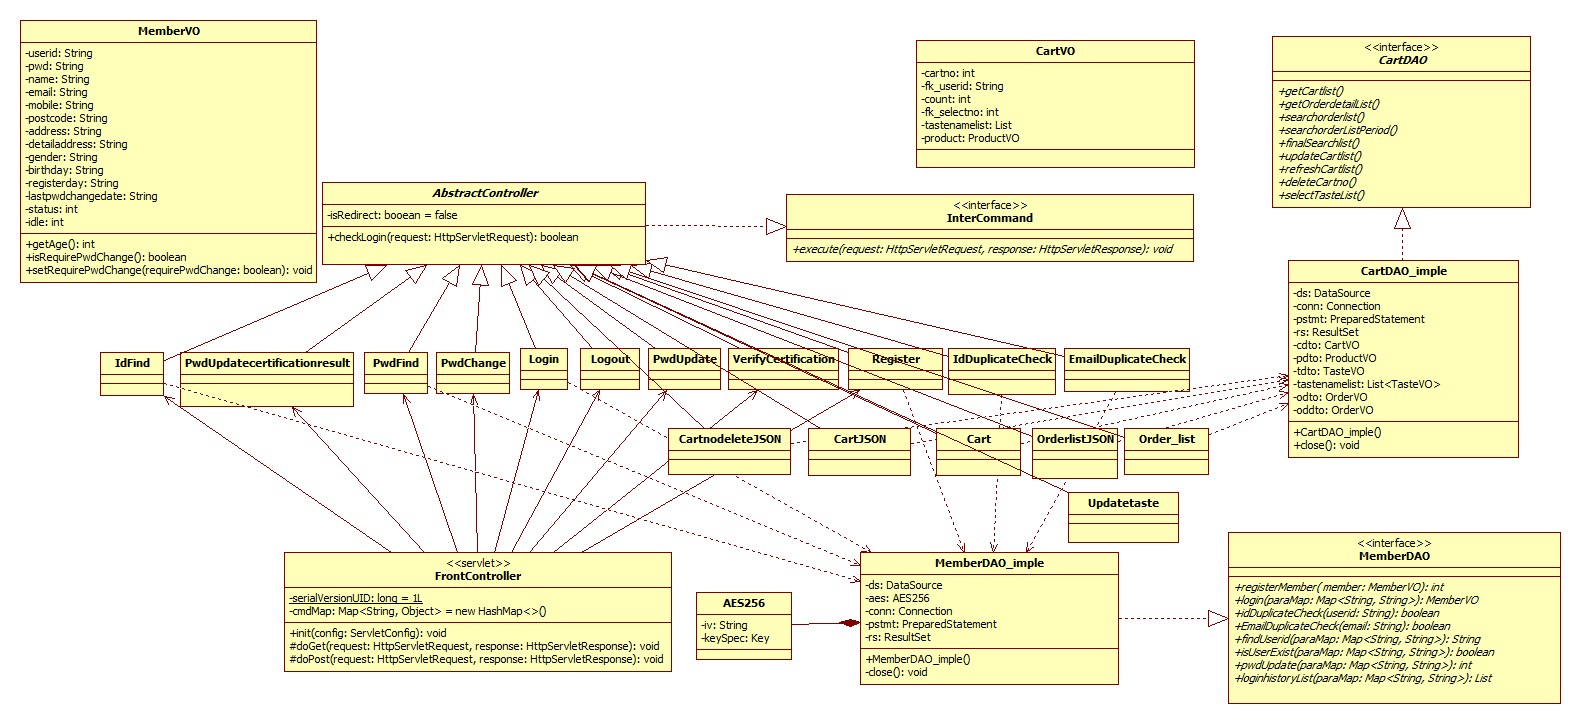 MemberVO
-userid: String
-pwd: String
-name: String
-email: String
-mobile: String
-postcode: String
-address: String
-detailaddress: String
-gender: String
-birthday: String
-registerday: String
-lastpwdchangedate: String
-status: int
-idle: int
+getAge(): int
+isRequirePwdChange(): boolean
+setRequirePwdChange(requirePwdChange: boolean): void
CartVO
-cartno: int
-fk_userid: String
-count: int
-fk_selectno: int
-tastenamelist: List
-product: ProductVO
<<interface>>
CartDAO
+getCartlist()
+getOrderdetailList()
+searchorderlist()
+searchorderListPeriod()
+finalSearchlist()
+updateCartlist()
+refreshCartlist()
+deleteCartno()
+selectTasteList()
AbstractController
-isRedirect: booean = false
+checkLogin(request: HttpServletRequest): boolean
<<interface>>
InterCommand
+execute(request: HttpServletRequest, response: HttpServletResponse): void
CartDAO_imple
-ds: DataSource
-conn: Connection
-pstmt: PreparedStatement
-rs: ResultSet
-cdto: CartVO
-pdto: ProductVO
-tdto: TasteVO
-tastenamelist: List<TasteVO>
-odto: OrderVO
-oddto: OrderVO
+CartDAO_imple()
-close(): void
IdFind
PwdUpdatecertificationresult
PwdFind
PwdChange
Login
Logout
PwdUpdate
VerifyCertification
Register
IdDuplicateCheck
EmailDuplicateCheck
CartnodeleteJSON
CartJSON
Cart
OrderlistJSON
Order_list
Updatetaste
<<servlet>>
FrontController
-serialVersionUID: long = 1L
-cmdMap: Map<String, Object> = new HashMap<>()
+init(config: ServletConfig): void
#doGet(request: HttpServletRequest, response: HttpServletResponse): void
#doPost(request: HttpServletRequest, response: HttpServletResponse): void
AES256
-iv: String
-keySpec: Key
MemberDAO_imple
-ds: DataSource
-aes: AES256
-conn: Connection
-pstmt: PreparedStatement
-rs: ResultSet
+MemberDAO_imple()
-close(): void
<<interface>>
MemberDAO
+registerMember( member: MemberVO): int
+login(paraMap: Map<String, String>): MemberVO
+idDuplicateCheck(userid: String): boolean
+EmailDuplicateCheck(email: String): boolean
+findUserid(paraMap: Map<String, String>): String
+isUserExist(paraMap: Map<String, String>): boolean
+pwdUpdate(paraMap: Map<String, String>): int
+loginhistoryList(paraMap: Map<String, String>): List